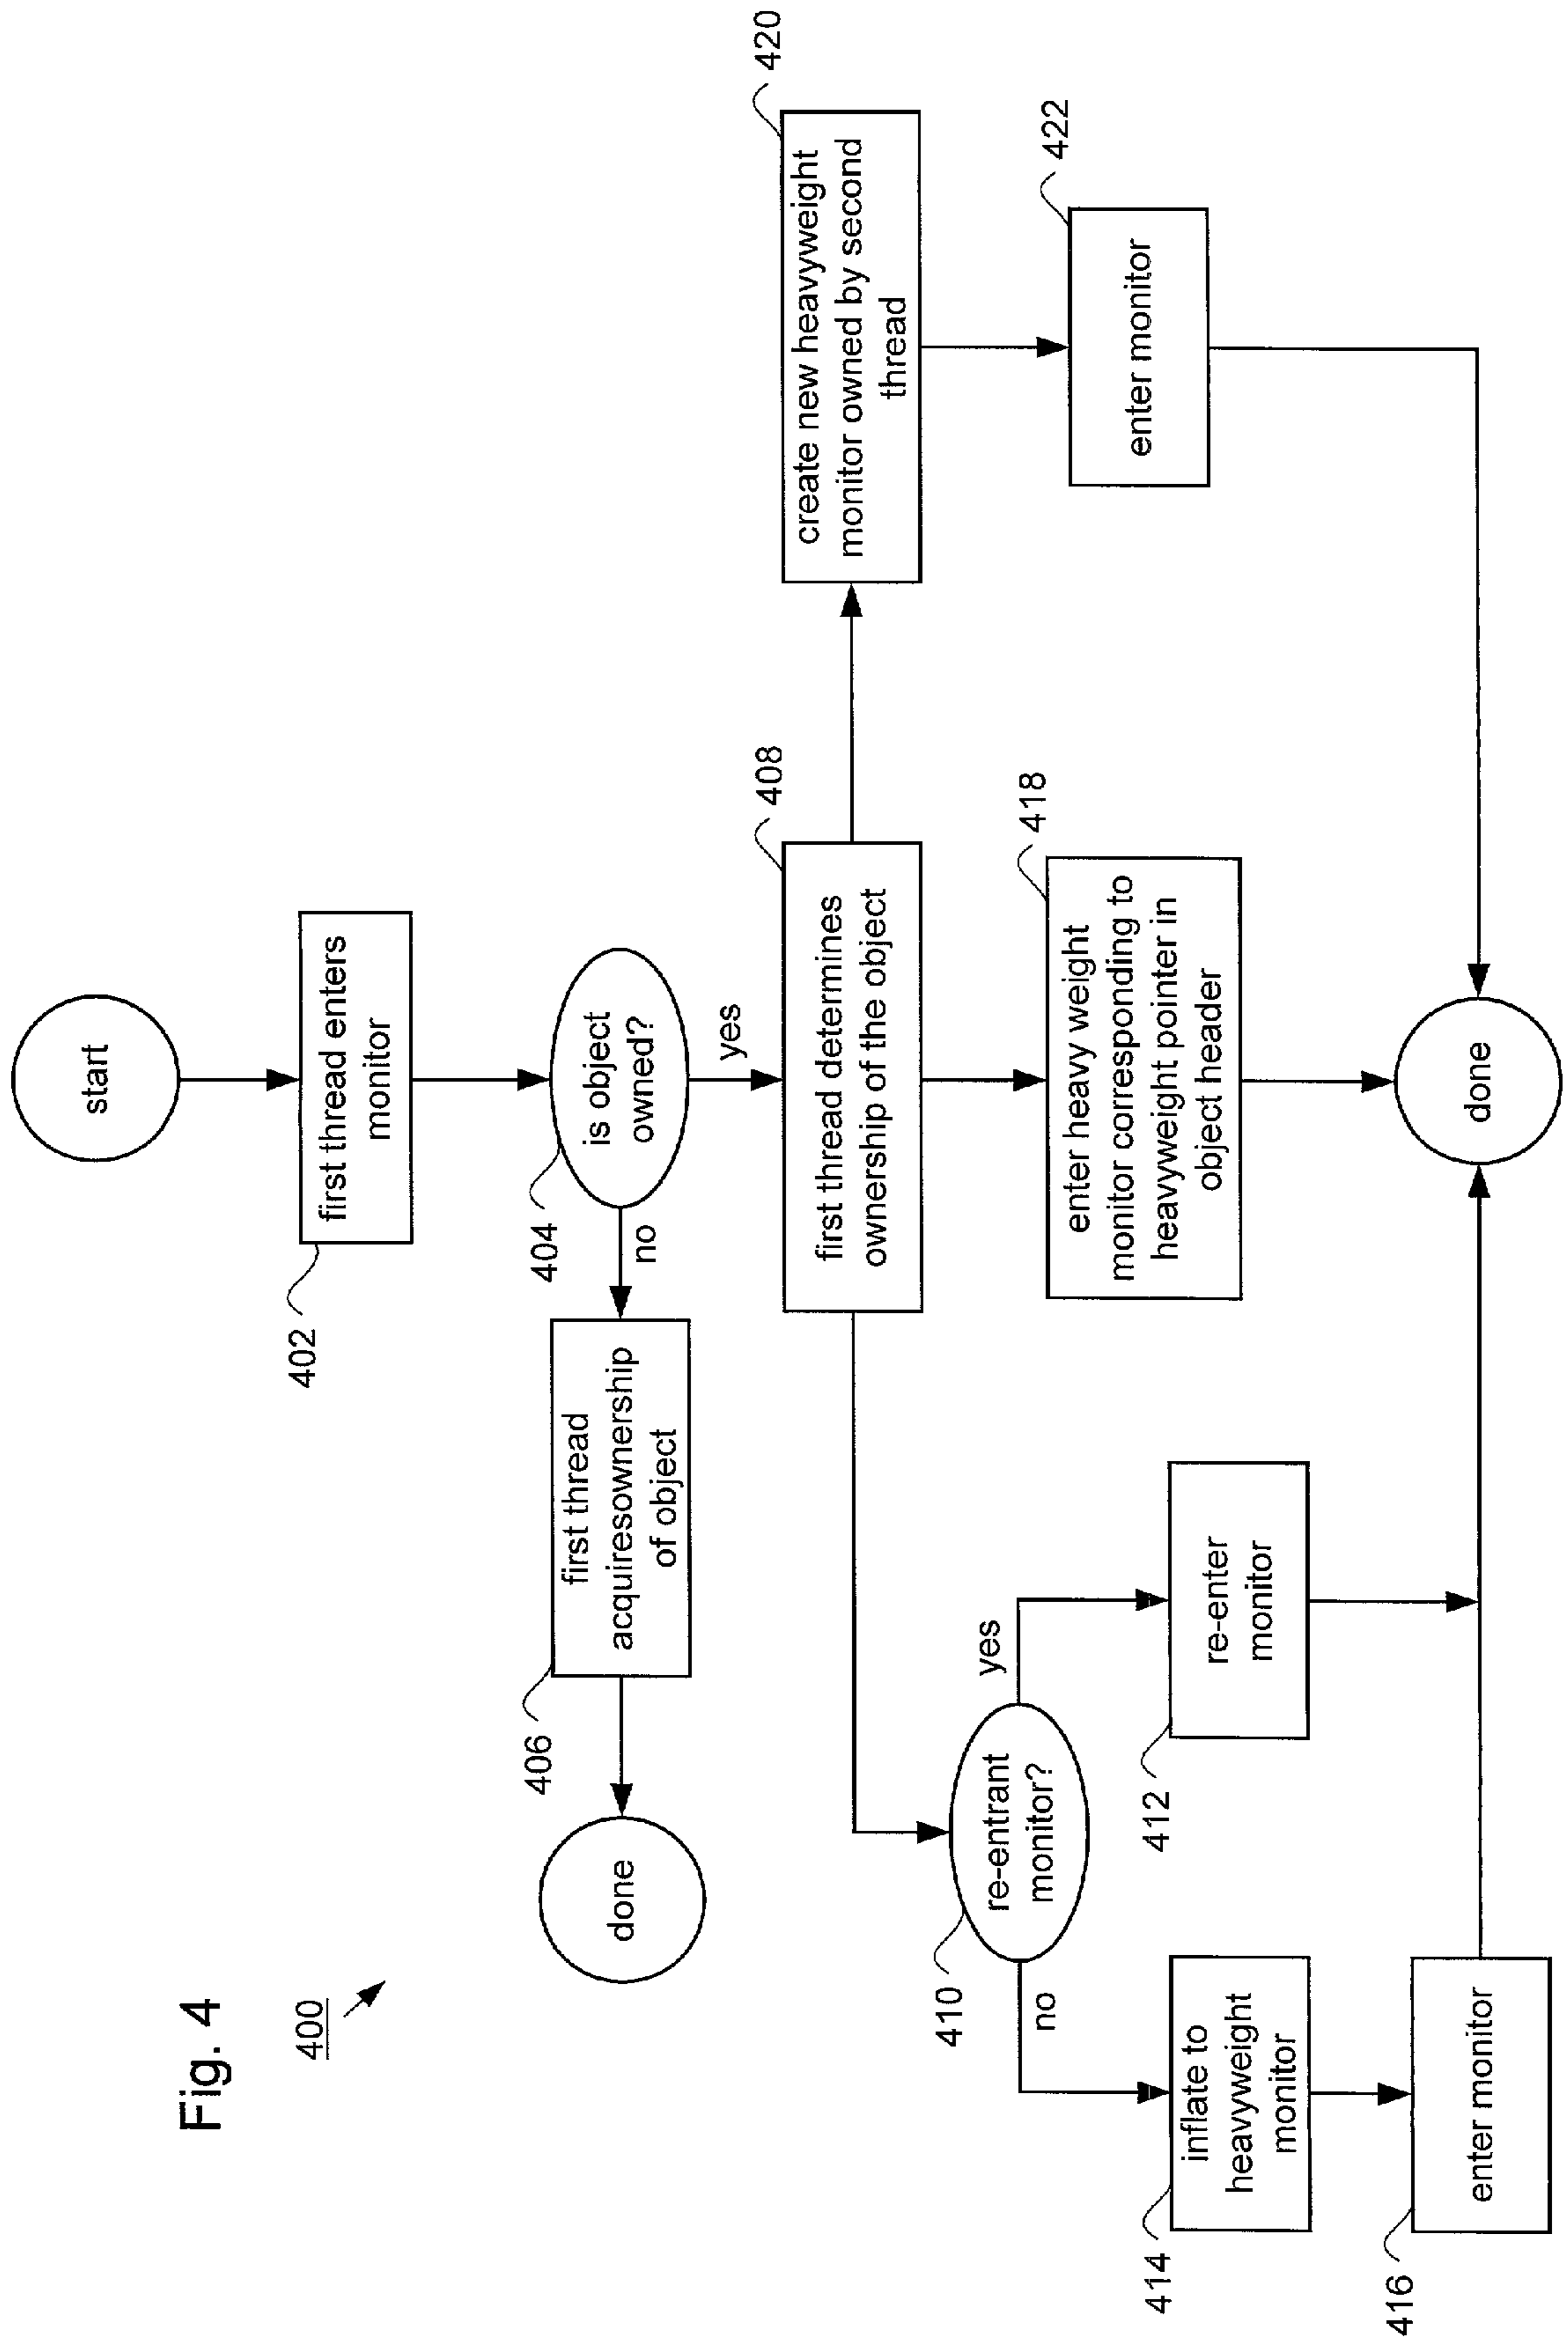 Fig. 4
400
start
402
first thread enters
monitor
404
is object
owned?
no
yes
406
first thread
acquiresownership
of object
done
408
first thread determines
ownership of the object
420
create new heavyweight
monitor owned by second
thread
422
enter monitor
418
enter heavy weight
monitor corresponding to
heavyweight pointer in
object header
410
re-entrant
monitor?
yes
no
412
re-enter
monitor
414
inflate to
heavyweight
monitor
416
enter monitor
done